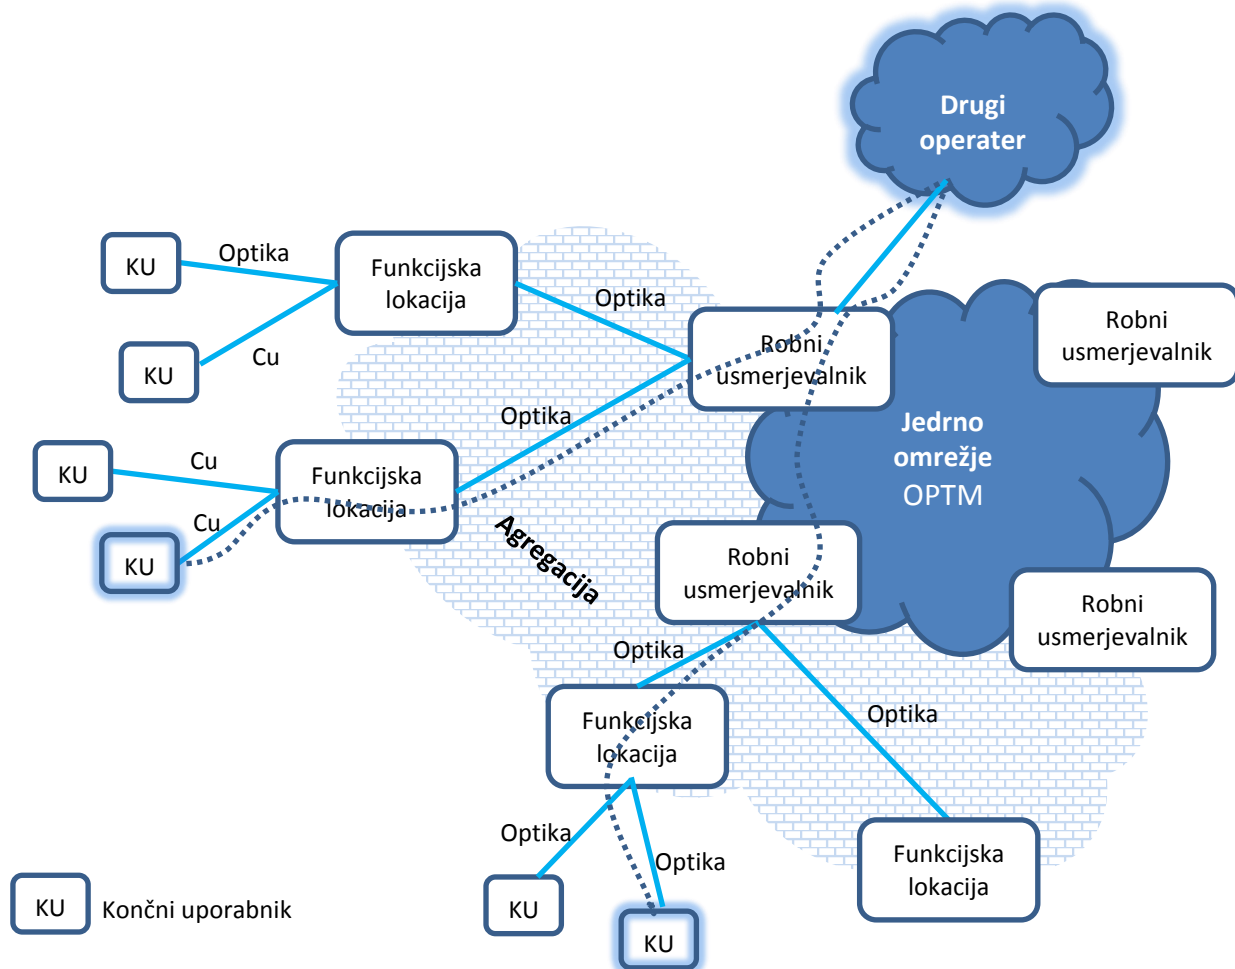 Drugi
operater
KU
Optika
Funkcijska
lokacija
Optika
Robni
usmerjevalnik
Robni
usmerjevalnik
KU
Cu
Optika
Jedrno
omrežje
OPTM
KU
Cu
Funkcijska
lokacija
Cu
KU
Agregacija
Robni
usmerjevalnik
Robni
usmerjevalnik
Optika
Funkcijska
lokacija
Optika
Optika
Optika
Funkcijska
lokacija
KU
KU
KU
Končni uporabnik